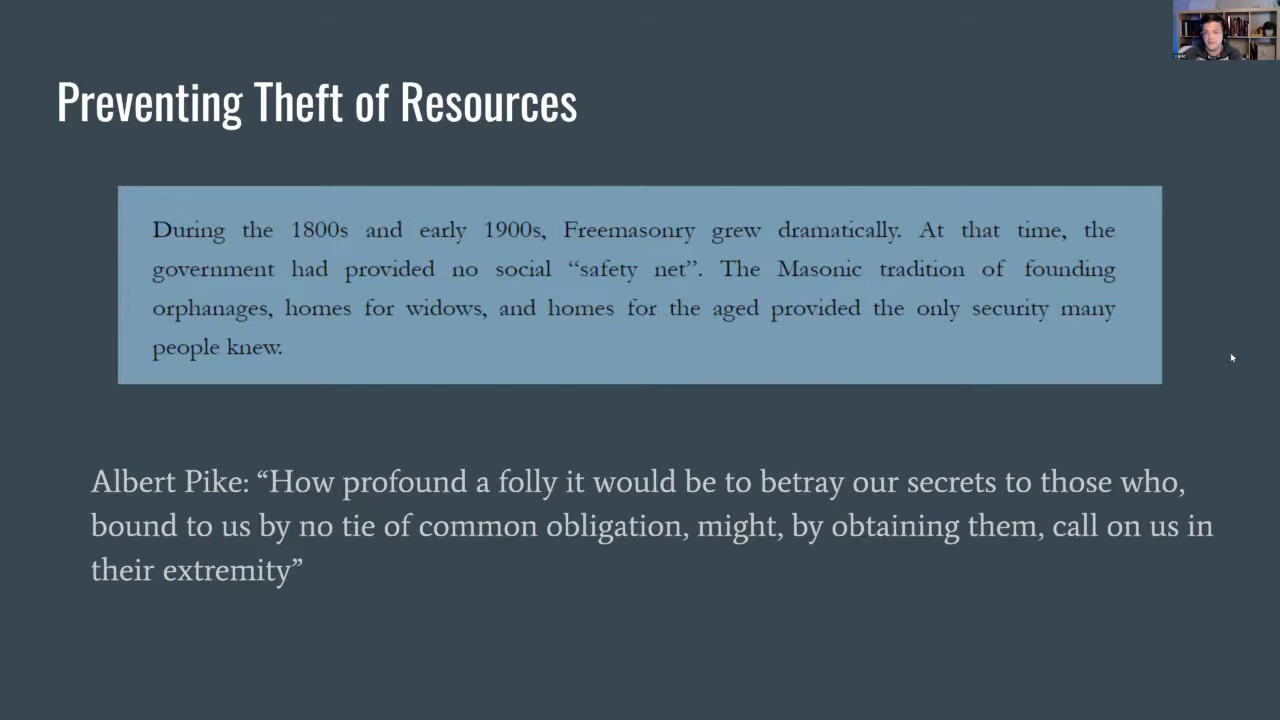 Preventing Theft of Resources
During the 1800s and early 1900s, Freemasonry grew dramatically. At that time, the
government had provided no social “safety net”. The Masonic tradition of founding
orphanages, homes for widows, and homes for the aged provided the only security many
people knew.
Albert Pike: “How profound a folly it would be to betray our secrets to those who,
bound to us by no tie of common obligation, might, by obtaining them, call on us in
their extremity”